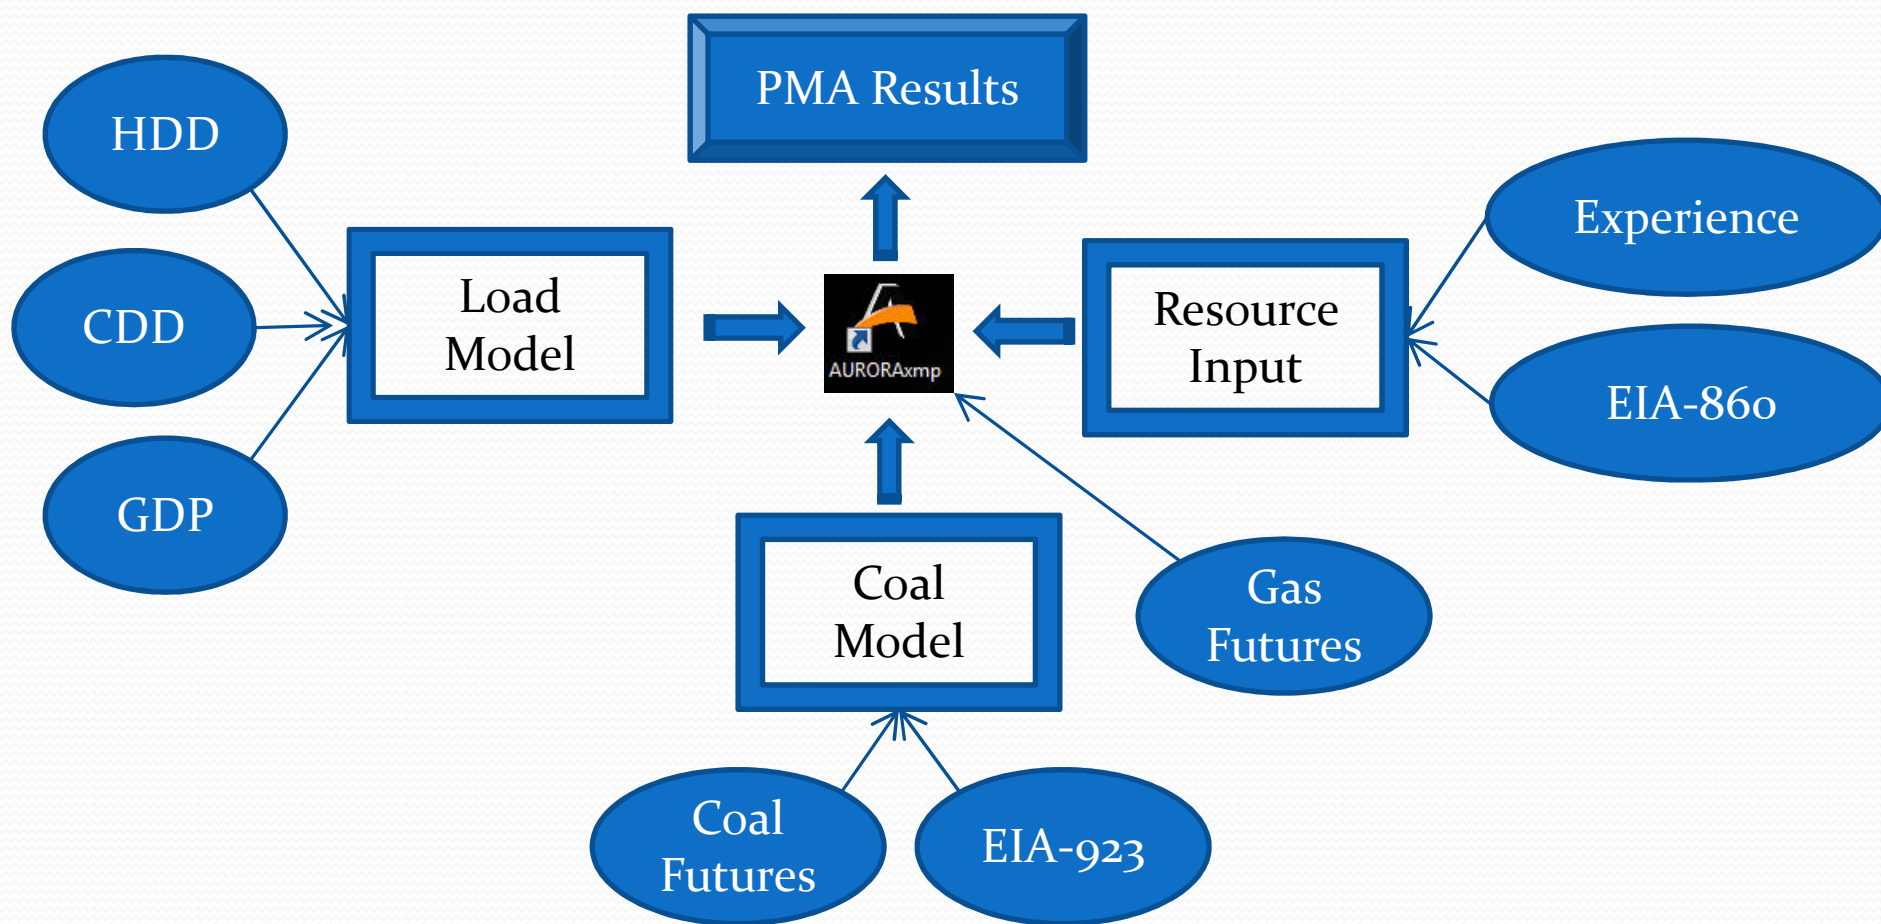 PMA Results
HDD
CDD
GDP
Load
Model
AURORAxmp
Resource
Input
Experience
EIA-860
Coal
Model
Gas
Futures
Coal
Futures
EIA-923